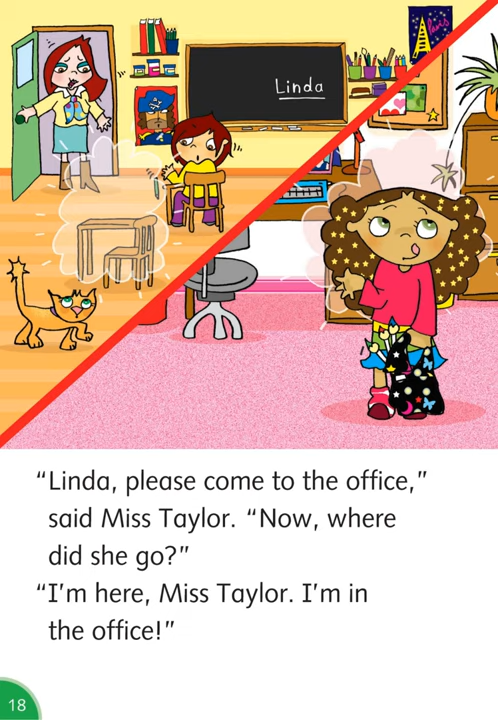 Paris
Linda
“Linda, please come to the office,”
said Miss Taylor. “Now, where
did she go?”
“I’m here, Miss Taylor. I’m in
the office!”
18